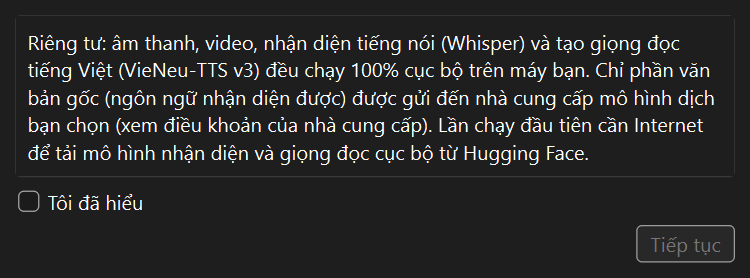 Riêng tư: âm thanh, video, nhận diện tiếng nói (Whisper) và tạo giọng đọc
tiếng Việt (VieNeu-TTS v3) đều chạy 100% cục bộ trên máy bạn. Chỉ phần văn
bản gốc (ngôn ngữ nhận diện được) được gửi đến nhà cung cấp mô hình dịch
bạn chọn (xem điều khoản của nhà cung cấp). Lần chạy đầu tiên cần Internet
để tải mô hình nhận diện và giọng đọc cục bộ từ Hugging Face.
Tôi đã hiểu
Tiếp tục